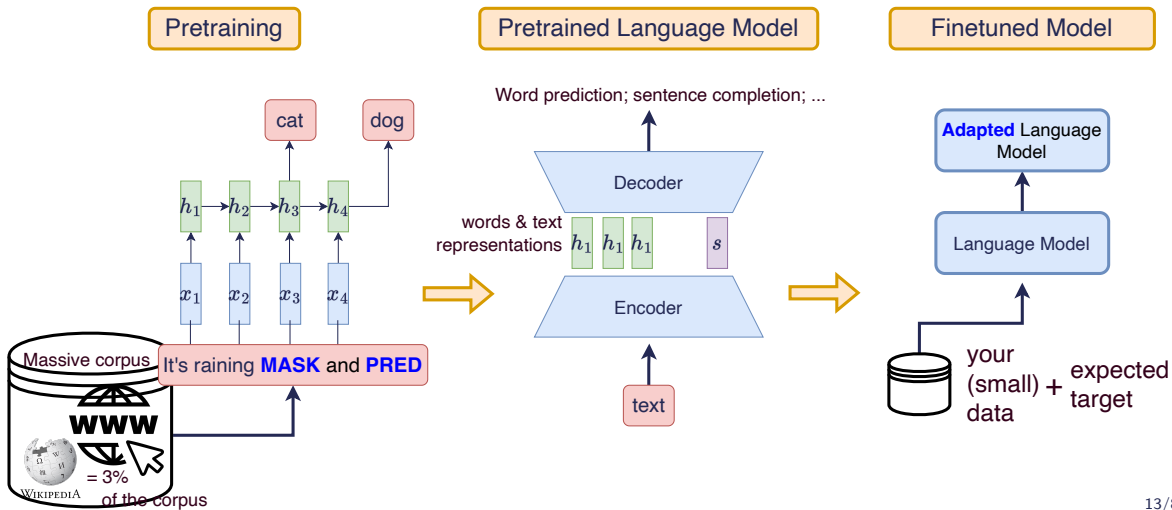 Pretraining
Pretrained Language Model
Finetuned Model
cat
dog
h₁ h₂ h₃ h₄
x₁ x₂ x₃ x₄
It's raining MASK and PRED
Massive corpus
www
WIKIPEDIA
= 3%
of the corpus
Word prediction; sentence completion; ...
Decoder
words & text
representations
h₁ h₁ h₁ s
Encoder
text
Adapted Language
Model
Language Model
your
(small)
data
+
expected
target
13/8